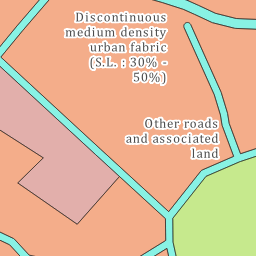 Discontinuous
medium density
urban fabric
(S.L. : 30% -
50%)
Other roads
and associated
land